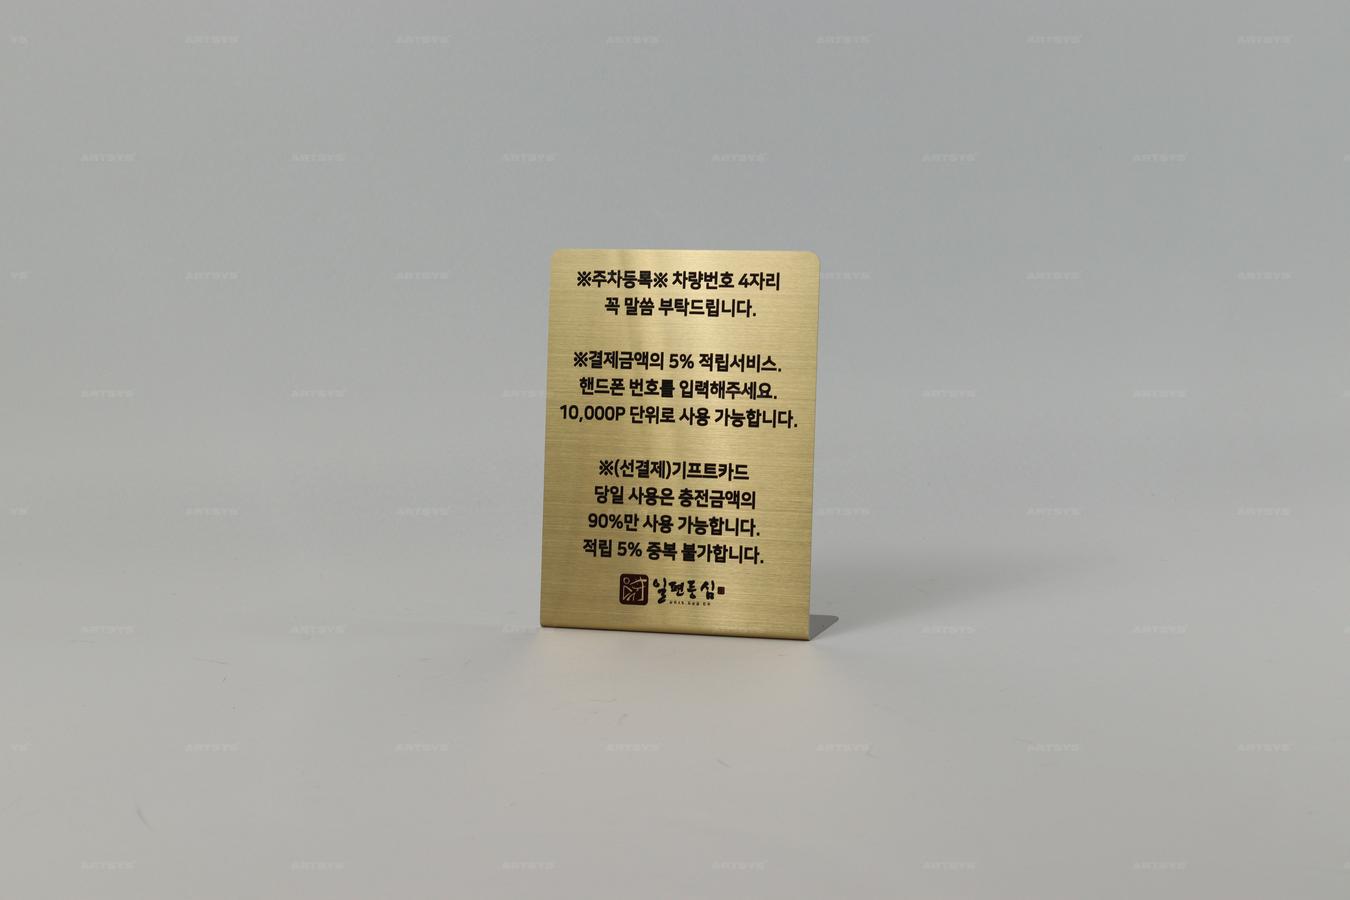 ※주차등록※ 차량번호 4자리
꼭 말씀 부탁드립니다.
※결제금액의 5% 적립서비스.
핸드폰 번호를 입력해주세요.
10,000P 단위로 사용 가능합니다.
※(선결제)기프트카드
당일 사용은 충전금액의
90%만 사용 가능합니다.
적립 5% 중복 불가합니다.
일편등심